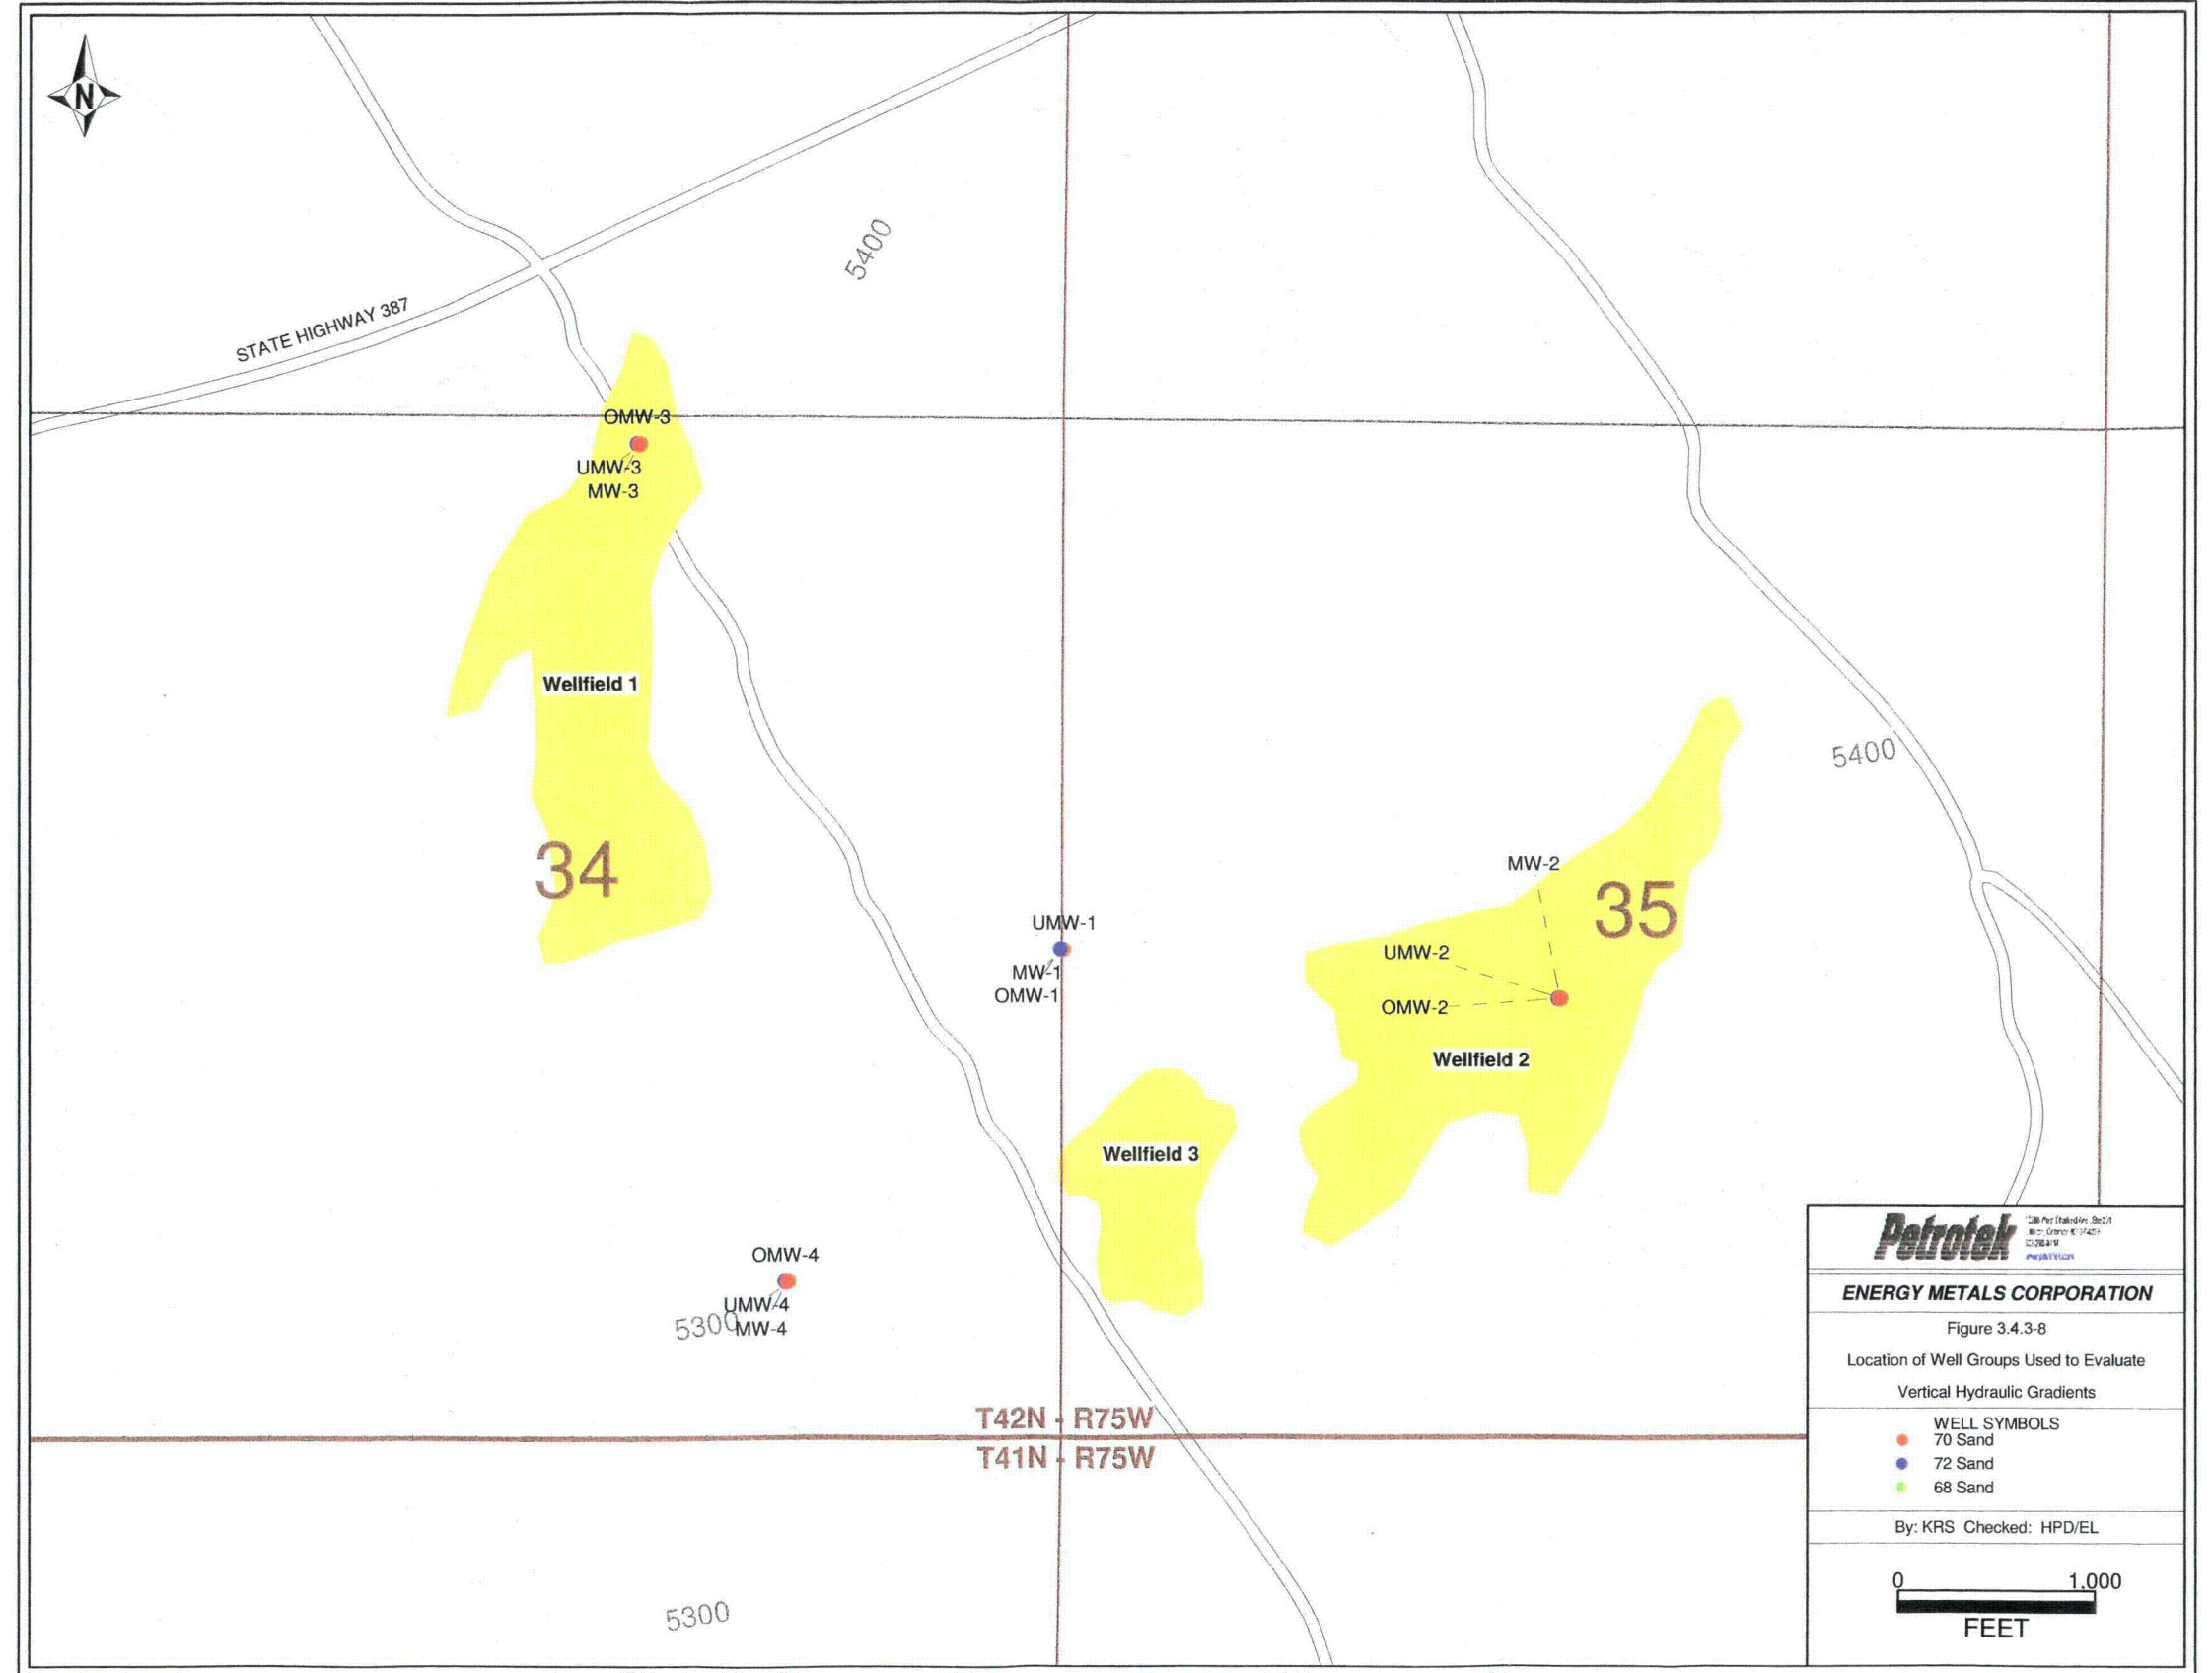 N
5400
STATE HIGHWAY 387
OMW-3
UMW-3
MW-3
Wellfield 1
5400
34
MW-2
35
UMW-1
UMW-2
MW-1
OMW-1
OMW-2
Wellfield 2
Wellfield 3
OMW-4
UMW-4
5300
MW-4
T42N - R75W
T41N - R75W
5300
Petrotek
ENERGY METALS CORPORATION
Figure 3.4.3-8
Location of Well Groups Used to Evaluate
Vertical Hydraulic Gradients
WELL SYMBOLS
70 Sand
72 Sand
68 Sand
By: KRS Checked: HPD/EL
0 1,000
FEET